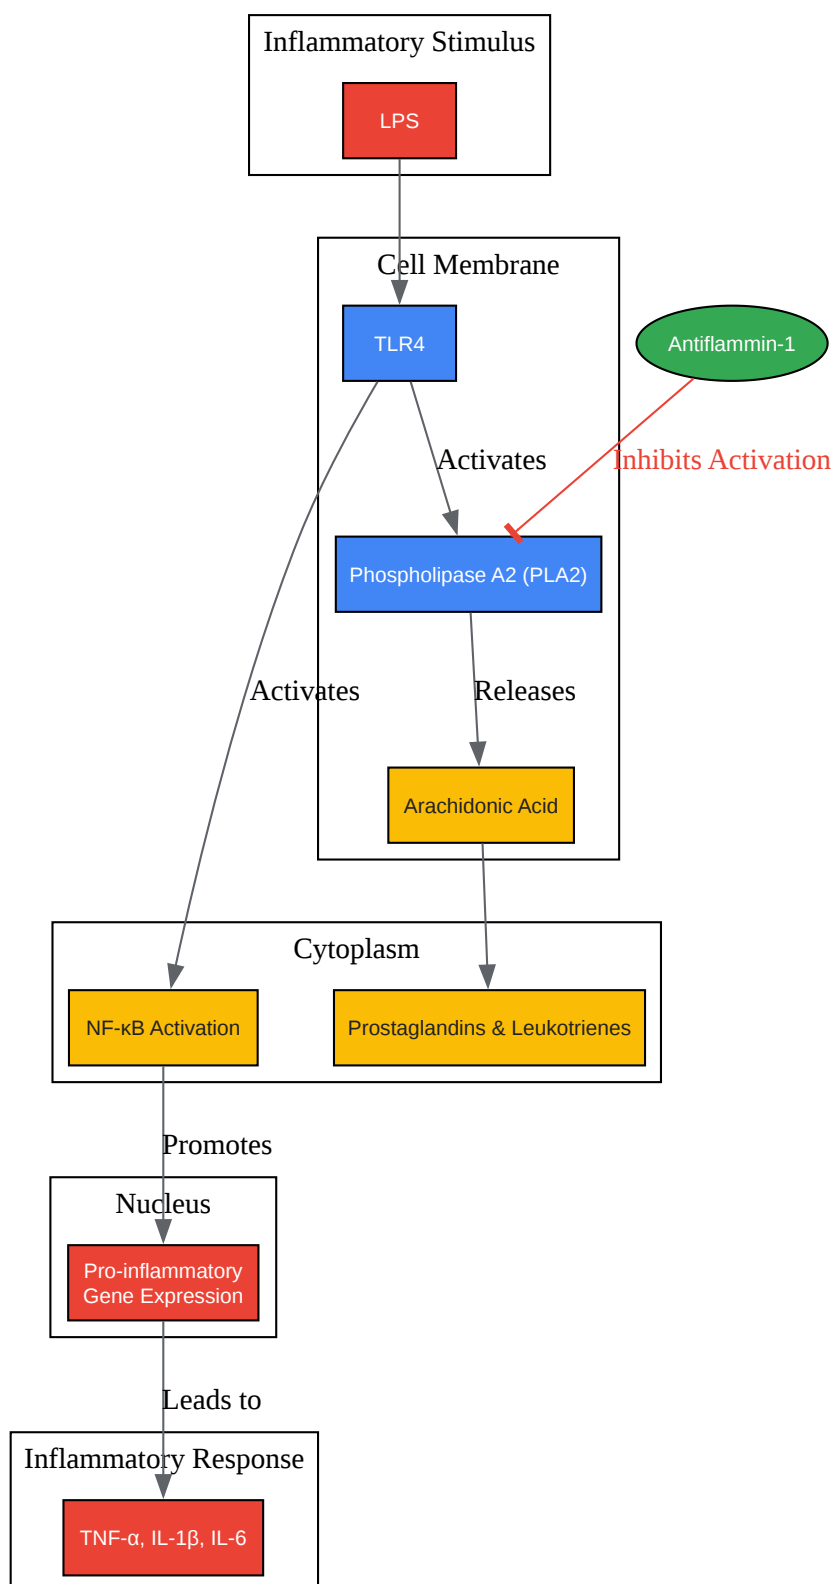 Inflammatory Stimulus
LPS
Cell Membrane
TLR4
Antiflammin-1
Activates
Inhibits Activation
Phospholipase A2 (PLA2)
Activates
Releases
Arachidonic Acid
Cytoplasm
NF-κB Activation
Prostaglandins & Leukotrienes
Promotes
Nucleus
Pro-inflammatory
Gene Expression
Leads to
Inflammatory Response
TNF-α, IL-1β, IL-6